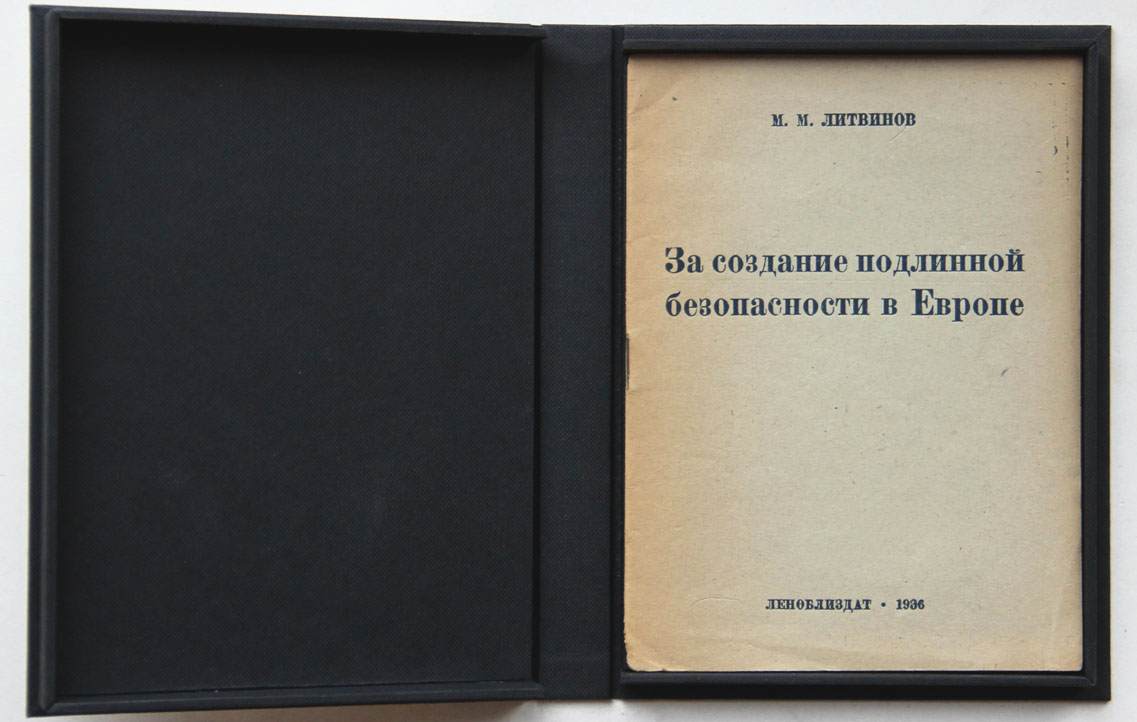 М. М. ЛИТВИНОВ
За создание подлинной
безопасности в Европе
ЛЕНОБЛИЗДАТ • 1936